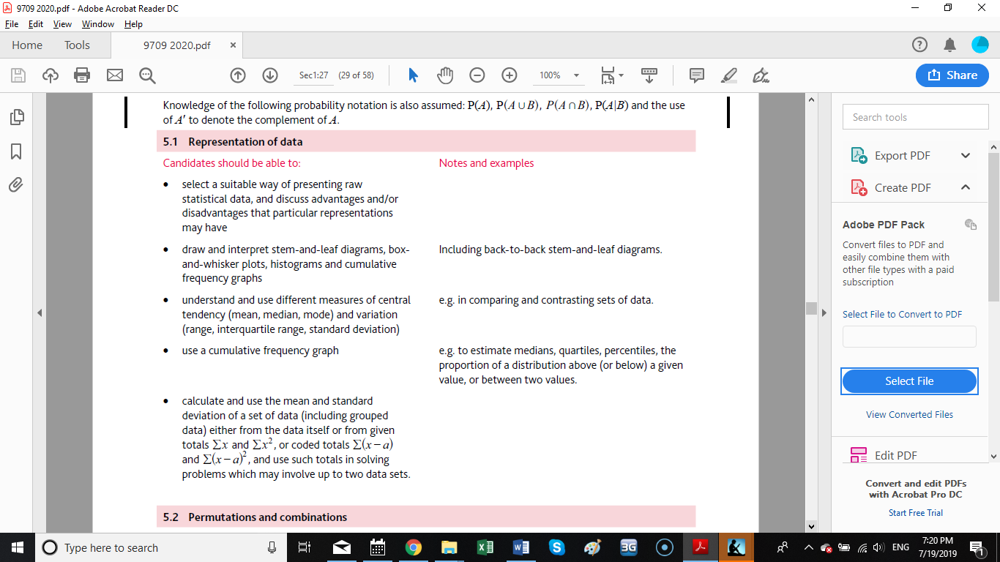 9709 2020.pdf - Adobe Acrobat Reader DC
File Edit View Window Help
Home Tools 9709 2020.pdf ×
Sec1:27 (29 of 58) 100% Share
Knowledge of the following probability notation is also assumed: P(A), P(A ∪ B), P(A ∩ B), P(A|B) and the use
of A′ to denote the complement of A.
5.1 Representation of data
Candidates should be able to: Notes and examples
• select a suitable way of presenting raw
statistical data, and discuss advantages and/or
disadvantages that particular representations
may have
• draw and interpret stem-and-leaf diagrams, box- Including back-to-back stem-and-leaf diagrams.
and-whisker plots, histograms and cumulative
frequency graphs
• understand and use different measures of central e.g. in comparing and contrasting sets of data.
tendency (mean, median, mode) and variation
(range, interquartile range, standard deviation)
• use a cumulative frequency graph e.g. to estimate medians, quartiles, percentiles, the
proportion of a distribution above (or below) a given
value, or between two values.
• calculate and use the mean and standard
deviation of a set of data (including grouped
data) either from the data itself or from given
totals Σx and Σx², or coded totals Σ(x − a)
and Σ(x − a)², and use such totals in solving
problems which may involve up to two data sets.
5.2 Permutations and combinations
Search tools
Export PDF
Create PDF
Adobe PDF Pack
Convert files to PDF and
easily combine them with
other file types with a paid
subscription
Select File to Convert to PDF
Select File
View Converted Files
Edit PDF
Convert and edit PDFs
with Acrobat Pro DC
Start Free Trial
Type here to search
3G
ENG
7:20 PM
7/19/2019
1